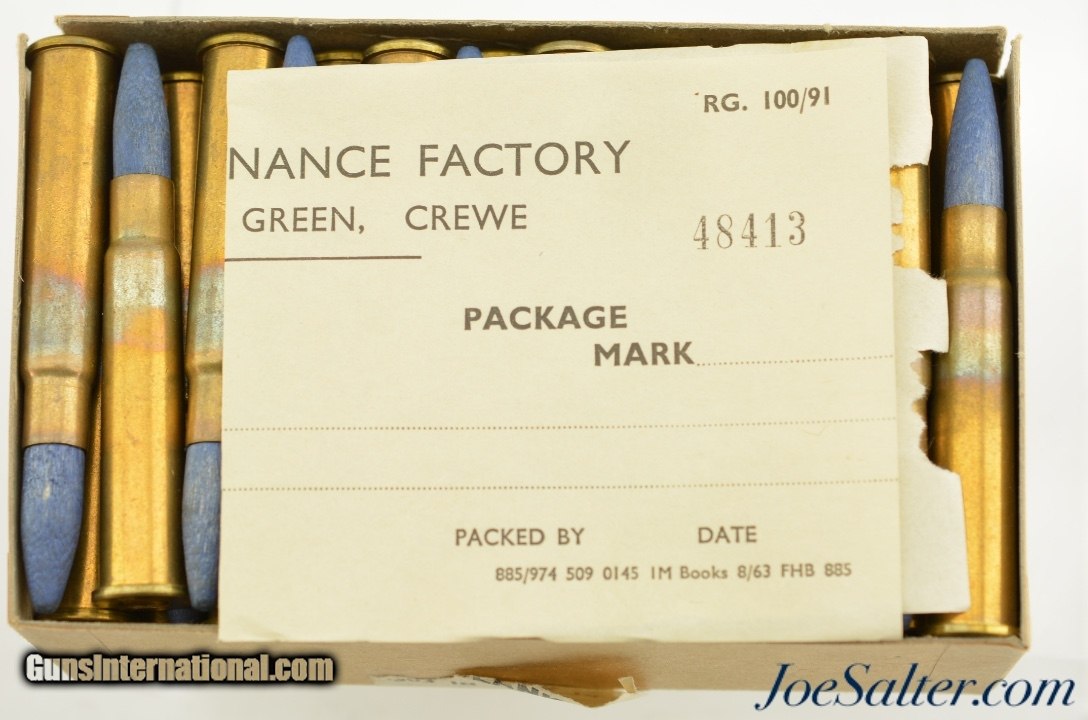 RG. 100/91
NANCE FACTORY
GREEN, CREWE
48413
PACKAGE
MARK
PACKED BY DATE
885/974 509 0145 1M Books 8/63 FHB 885
GunsInternational.com
JoeSalter.com